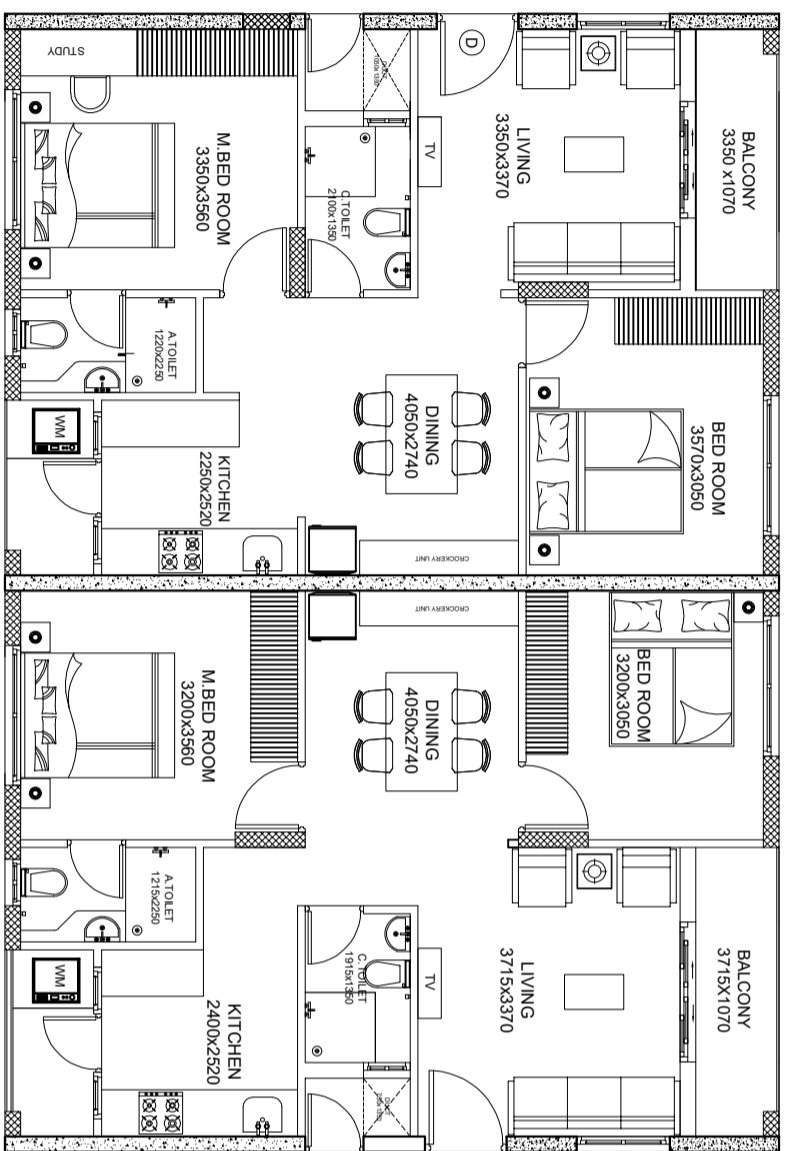 STUDY
M.BED ROOM
3350x3560
DUCT
C.TOILET
2100x1350
TV
D
LIVING
3350x3370
BALCONY
3350 x1070
A.TOILET
1220x2250
WM
KITCHEN
2250x2520
DINING
4050x2740
CROCKERY UNIT
BED ROOM
3570x3050
M.BED ROOM
3200x3560
CROCKERY UNIT
DINING
4050x2740
BED ROOM
3200x3050
A.TOILET
1215x2250
WM
KITCHEN
2400x2520
C.TOILET
1915x1350
TV
LIVING
3715x3370
BALCONY
3715X1070
DUCT